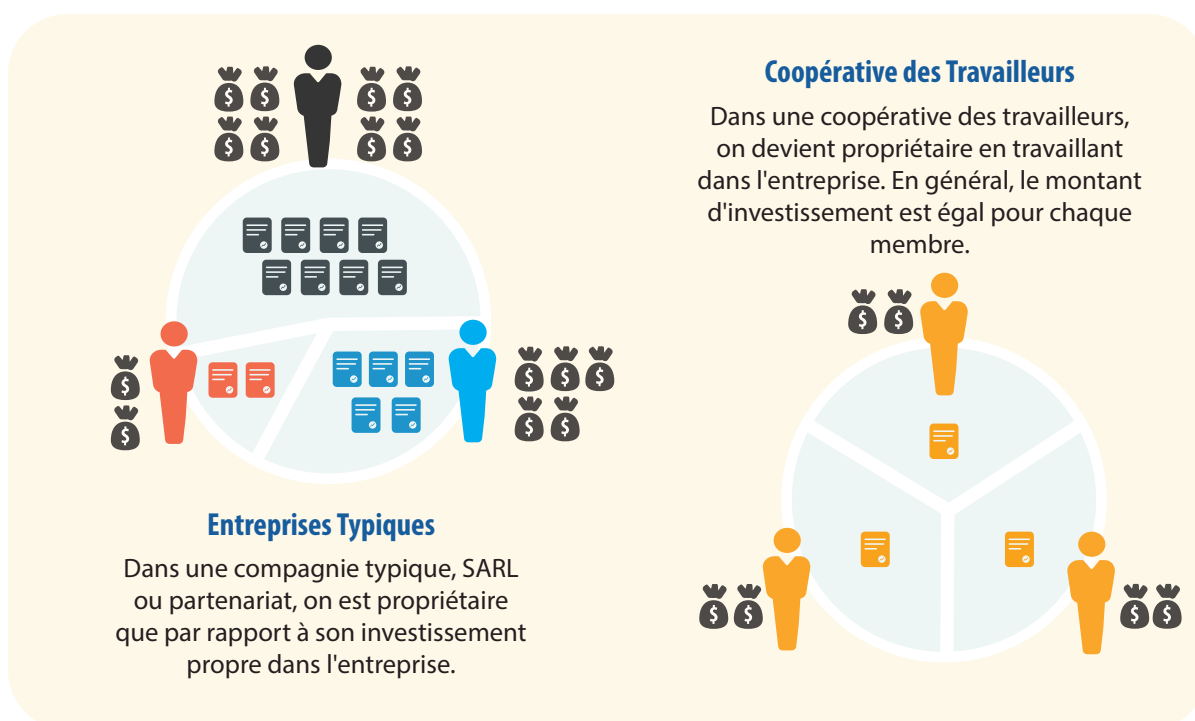 Entreprises Typiques
Dans une compagnie typique, SARL
ou partenariat, on est propriétaire
que par rapport à son investissement
propre dans l'entreprise.
Coopérative des Travailleurs
Dans une coopérative des travailleurs,
on devient propriétaire en travaillant
dans l'entreprise. En général, le montant
d'investissement est égal pour chaque
membre.